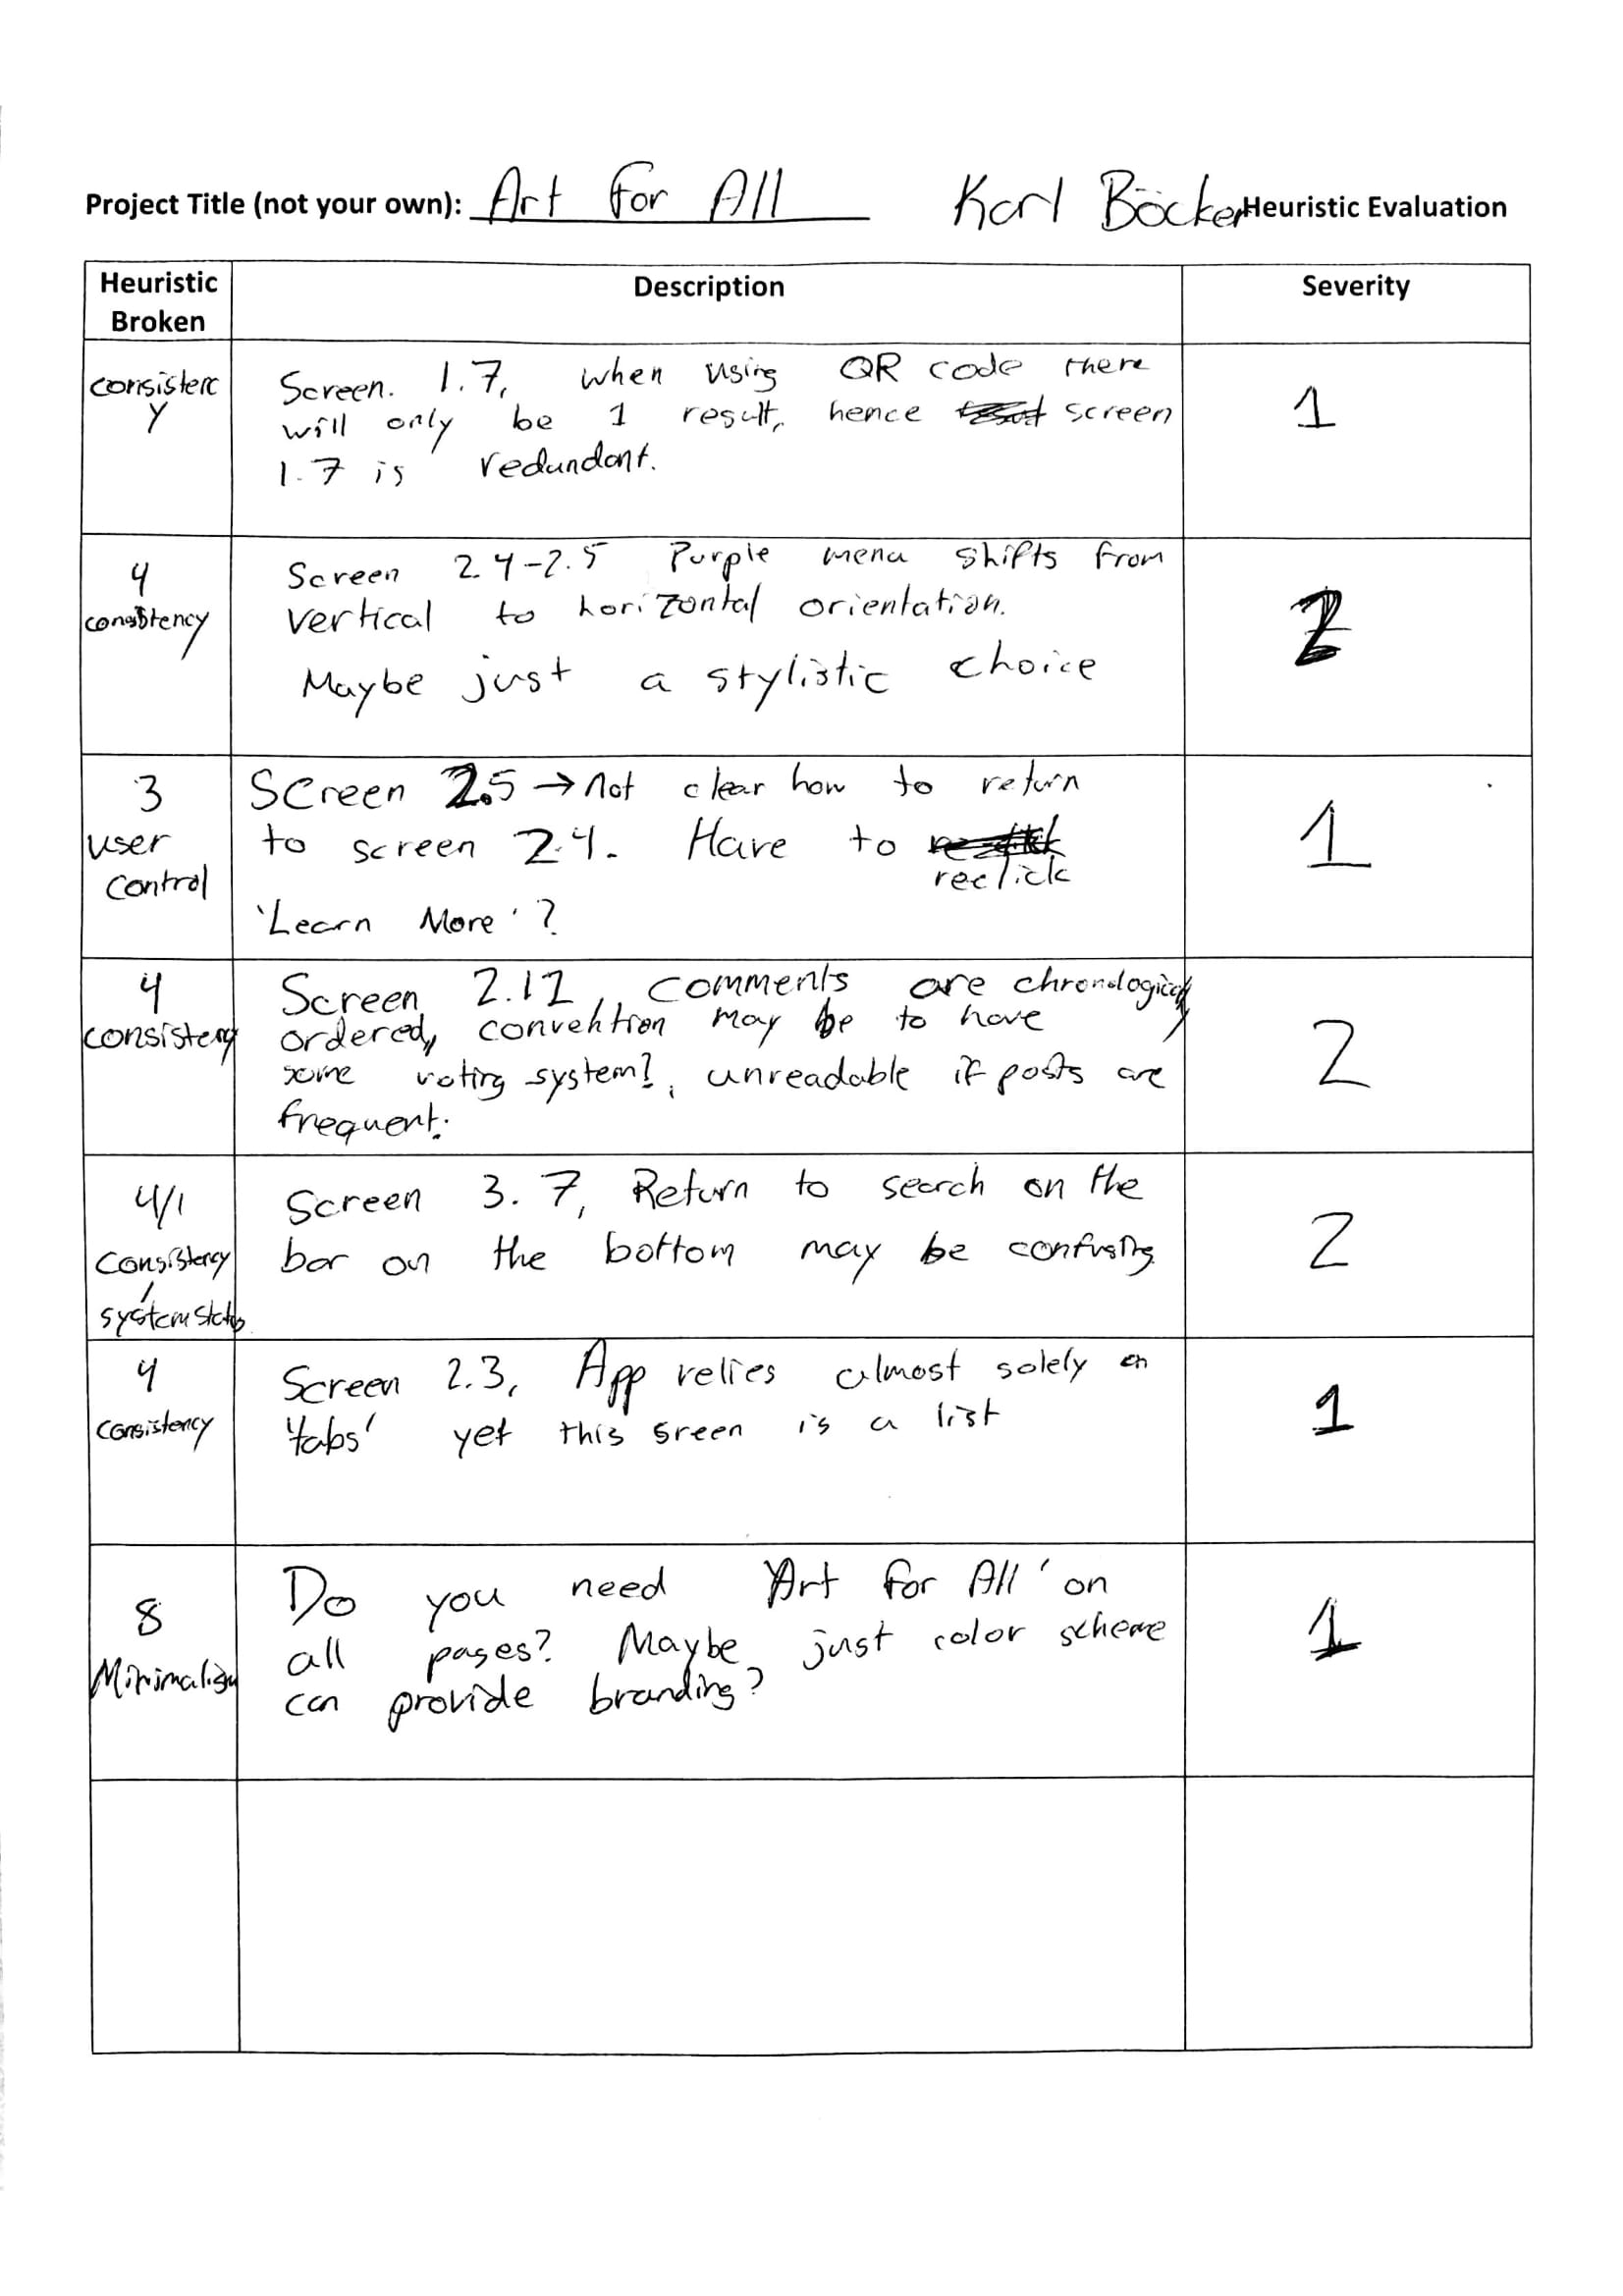 Project Title (not your own): Art For All Karl Böcker Heuristic Evaluation
Heuristic Broken
Description
Severity
consistenc
y
Screen. 1.7, when using QR code there
will only be 1 result, hence screen
1.7 is redundant.
1
4
consistency
Screen 2.4-2.5 Purple menu shifts from
vertical to horizontal orientation.
Maybe just a stylistic choice
2
3
user
control
Screen 2.5 → Not clear how to return
to screen 2.4. Have to
reclick
'Learn More'?
1
4
consistency
Screen 2.12, comments are chronologicaly
ordered, convention may be to have
some voting system?, unreadable if posts are
frequent.
2
4/1
Consistency
/
system status
Screen 3.7, Return to search on the
bar on the bottom may be confusing
2
4
consistency
Screen 2.3, App relies almost solely on
'tabs' yet this sreen is a list
1
8
Minimalism
Do you need 'Art for All' on
all pages? Maybe just color scheme
can provide branding?
1